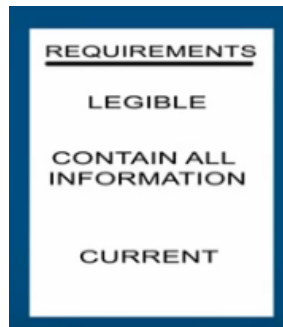 REQUIREMENTS
LEGIBLE
CONTAIN ALL
INFORMATION
CURRENT